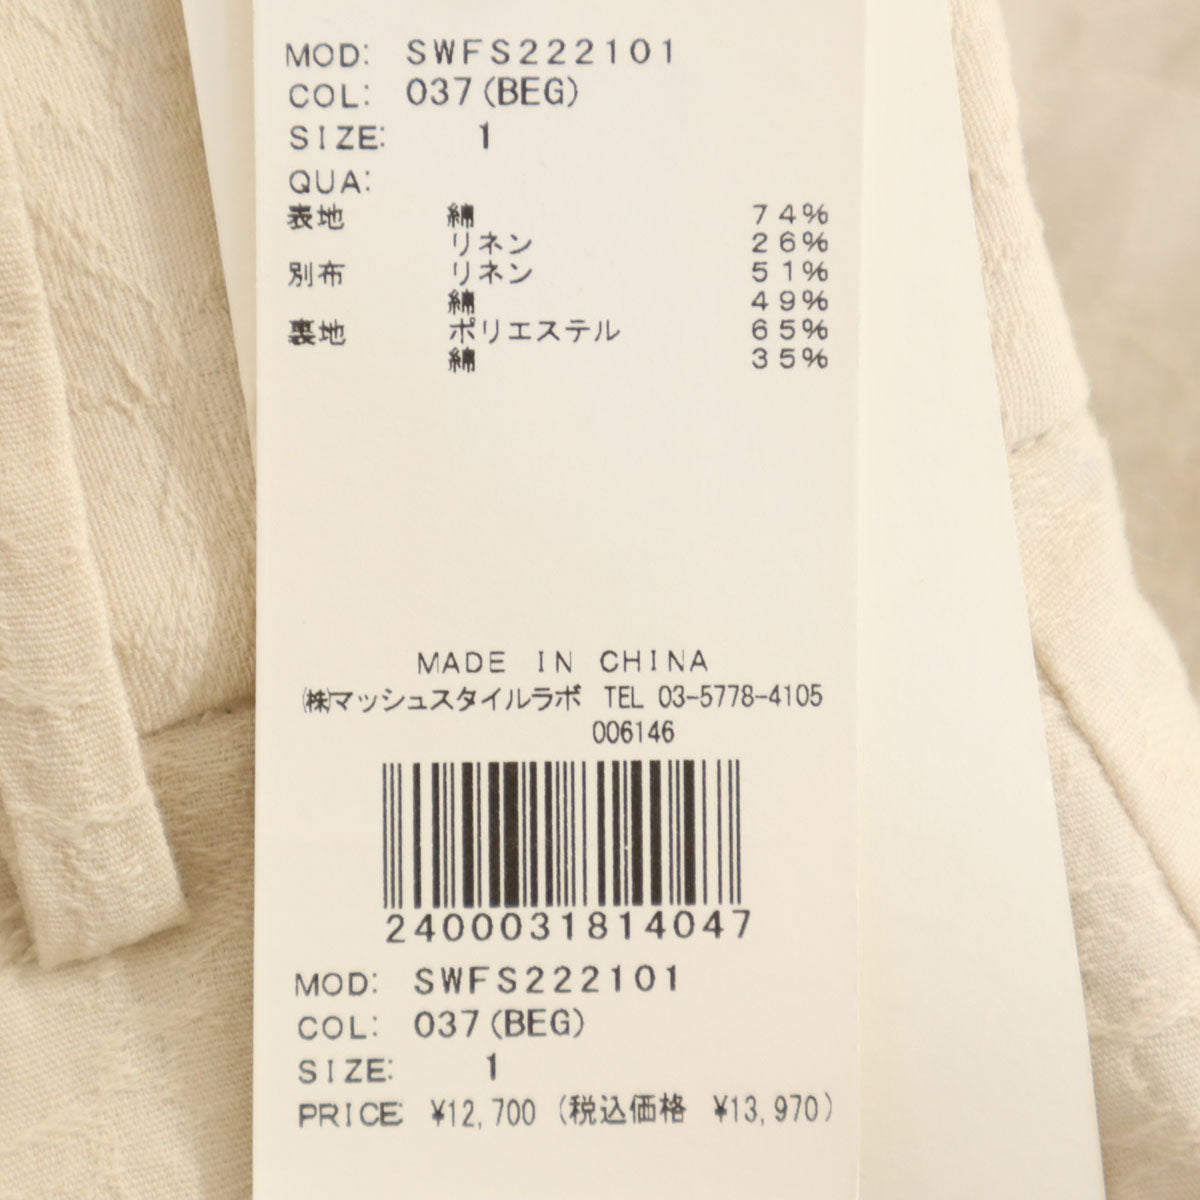 MOD: SWFS222101
COL: 037(BEG)
SIZE: 1
QUA:
表地 綿 74%
リネン 26%
別布 リネン 51%
綿 49%
裏地 ポリエステル 65%
綿 35%
MADE IN CHINA
㈱マッシュスタイルラボ TEL 03-5778-4105
006146
2400031814047
MOD: SWFS222101
COL: 037(BEG)
SIZE: 1
PRICE: ¥12,700 (税込価格 ¥13,970)